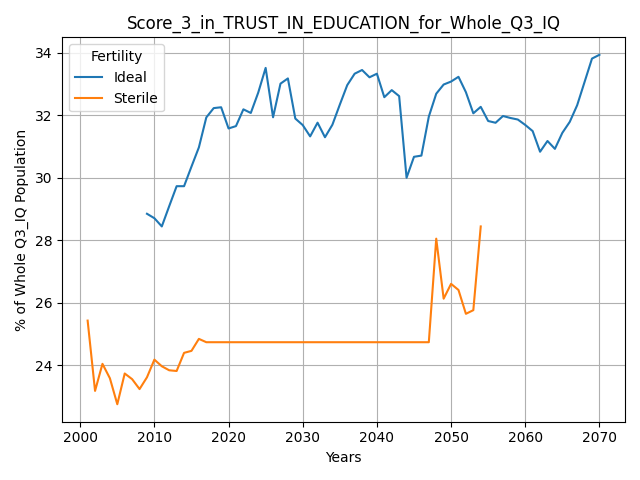 Score_3_in_TRUST_IN_EDUCATION_for_Whole_Q3_IQ
Fertility
Ideal
Sterile
% of Whole Q3_IQ Population
34
32
30
28
26
24
2000 2010 2020 2030 2040 2050 2060 2070
Years